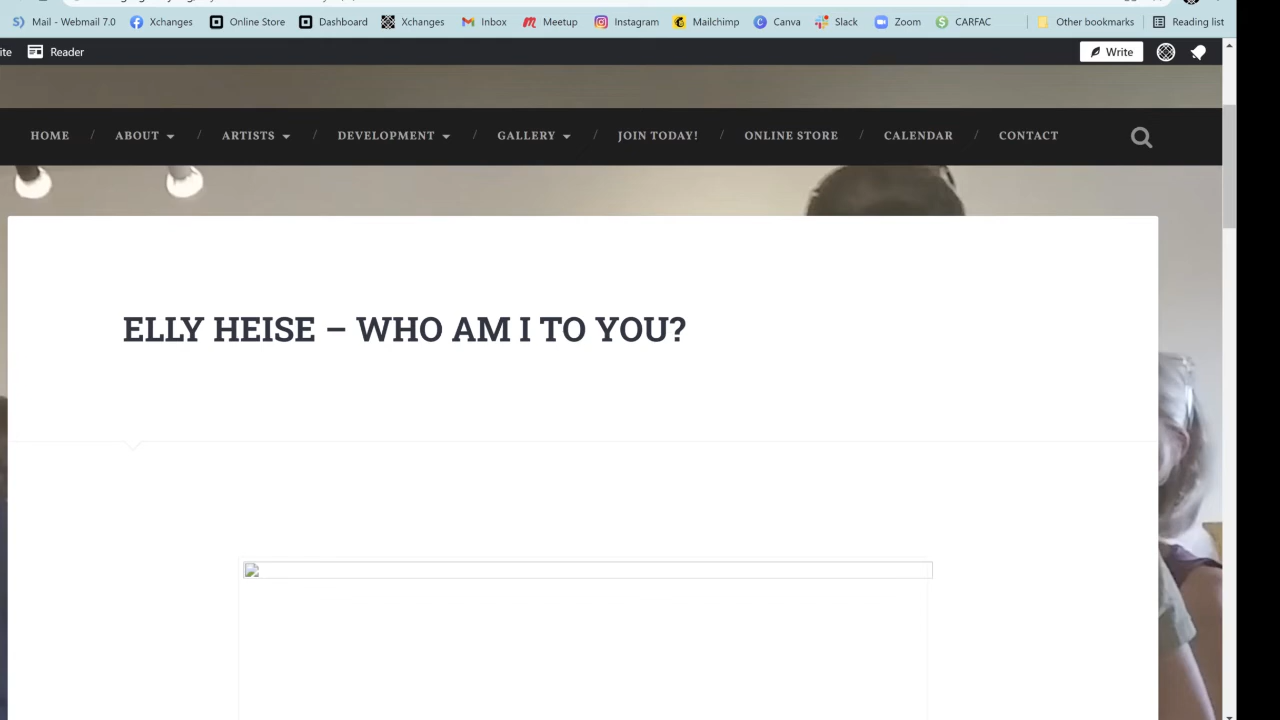 Mail - Webmail 7.0 Xchanges Online Store Dashboard Xchanges Inbox Meetup Instagram Mailchimp Canva Slack Zoom CARFAC Other bookmarks Reading list
ite Reader Write
HOME / ABOUT / ARTISTS / DEVELOPMENT / GALLERY / JOIN TODAY! / ONLINE STORE / CALENDAR / CONTACT
ELLY HEISE – WHO AM I TO YOU?